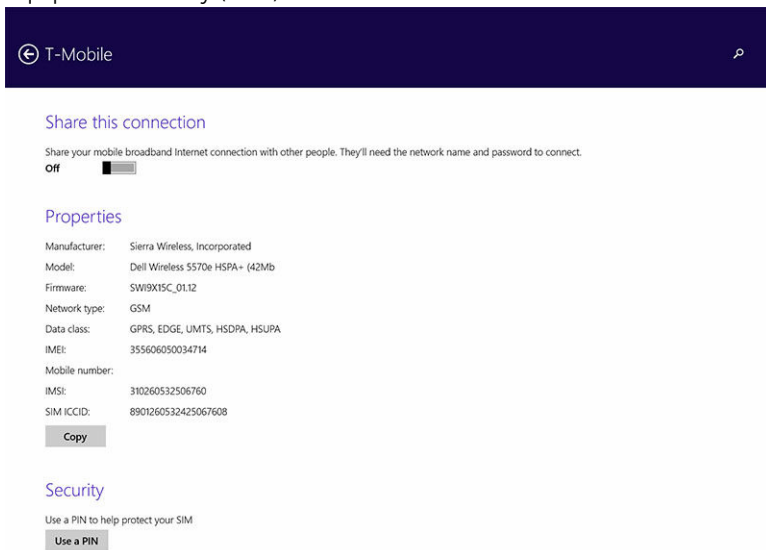 T-Mobile
Share this connection
Share your mobile broadband Internet connection with other people. They'll need the network name and password to connect.
Off
Properties
Manufacturer: Sierra Wireless, Incorporated
Model: Dell Wireless 5570e HSPA+ (42Mb
Firmware: SWI9X15C_01.12
Network type: GSM
Data class: GPRS, EDGE, UMTS, HSDPA, HSUPA
IMEI: 355606050034714
Mobile number:
IMSI: 310260532506760
SIM ICCID: 8901260532425067608
Copy
Security
Use a PIN to help protect your SIM
Use a PIN